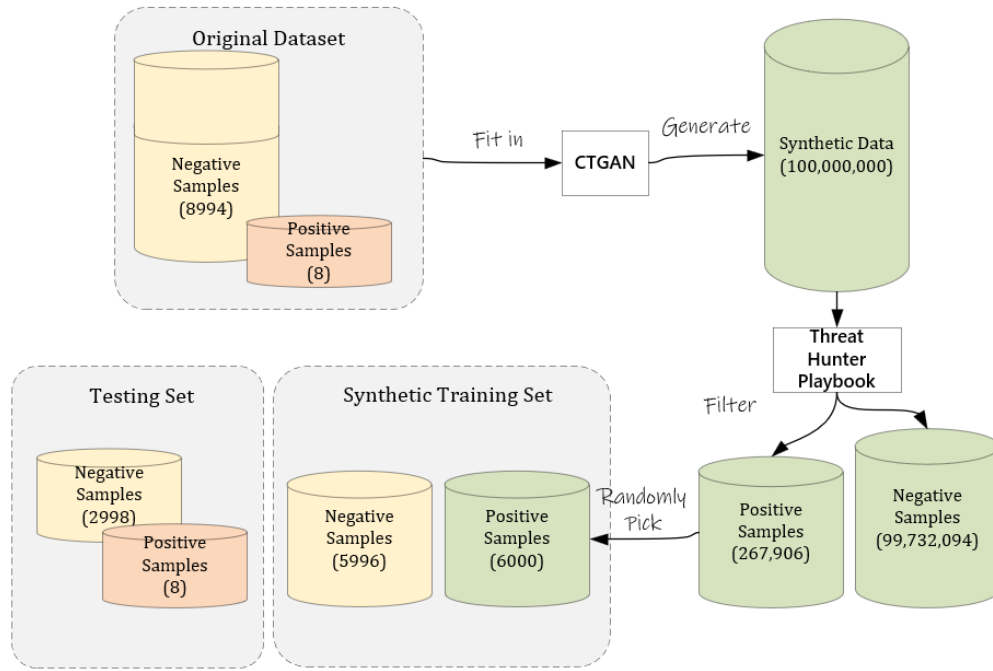 Original Dataset
Negative
Samples
(8994)
Positive
Samples
(8)
Fit in
CTGAN
Generate
Synthetic Data
(100,000,000)
Threat
Hunter
Playbook
Filter
Positive
Samples
(267,906)
Negative
Samples
(99,732,094)
Randomly
Pick
Synthetic Training Set
Negative
Samples
(5996)
Positive
Samples
(6000)
Testing Set
Negative
Samples
(2998)
Positive
Samples
(8)